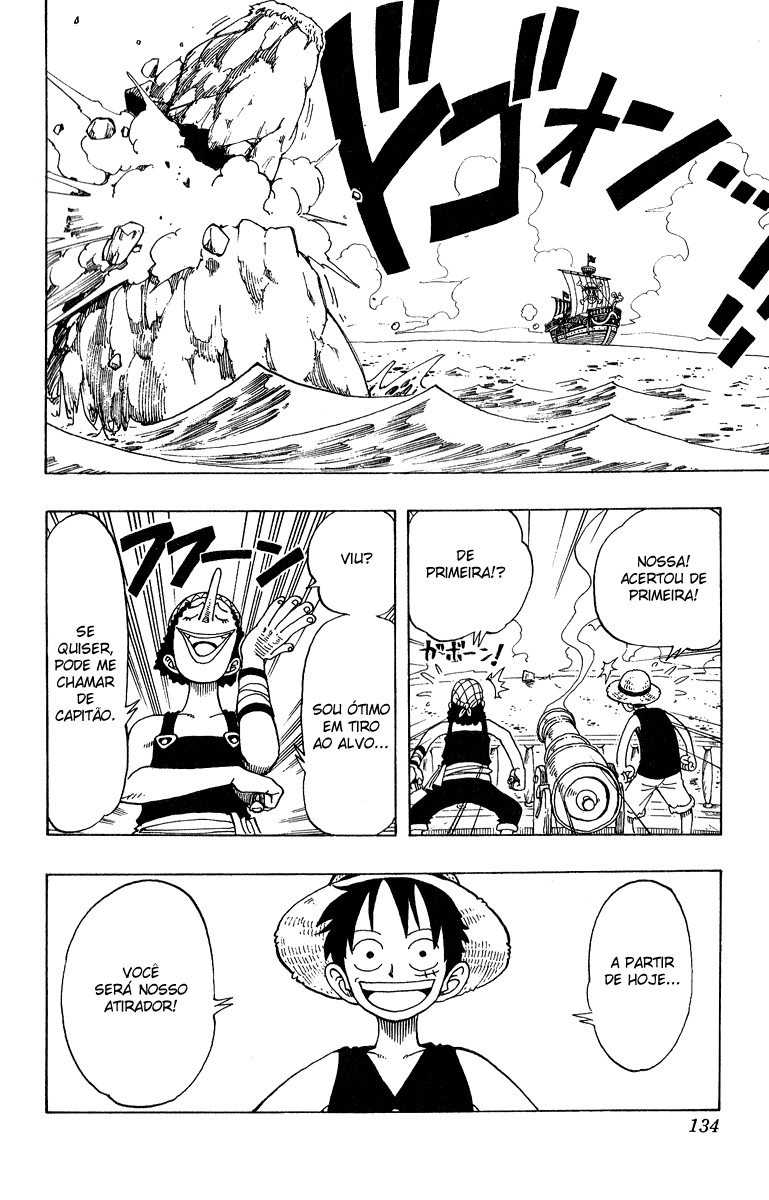 ドゴオン…!!
NOSSA!
ACERTOU DE
PRIMEIRA!
DE
PRIMEIRA!?
ガボーン!
VIU?
SOU ÓTIMO
EM TIRO
AO ALVO...
フフーン
SE
QUISER,
PODE ME
CHAMAR
DE
CAPITÃO.
A PARTIR
DE HOJE...
VOCÊ
SERÁ NOSSO
ATIRADOR!
134